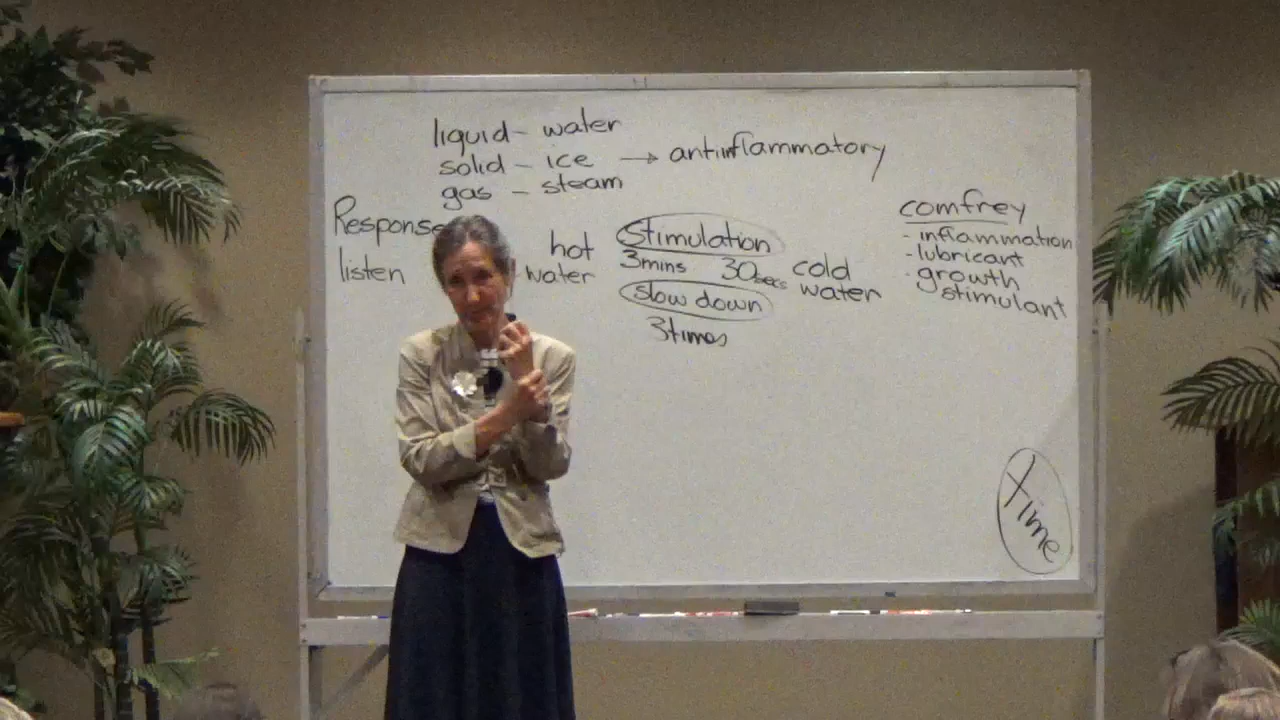 liquid - water
solid - ice → antiinflammatory
gas - steam
Response
listen
hot
water
Stimulation
3mins 30secs
slow down
3times
cold
water
comfrey
- inflammation
- lubricant
- growth
stimulant
time